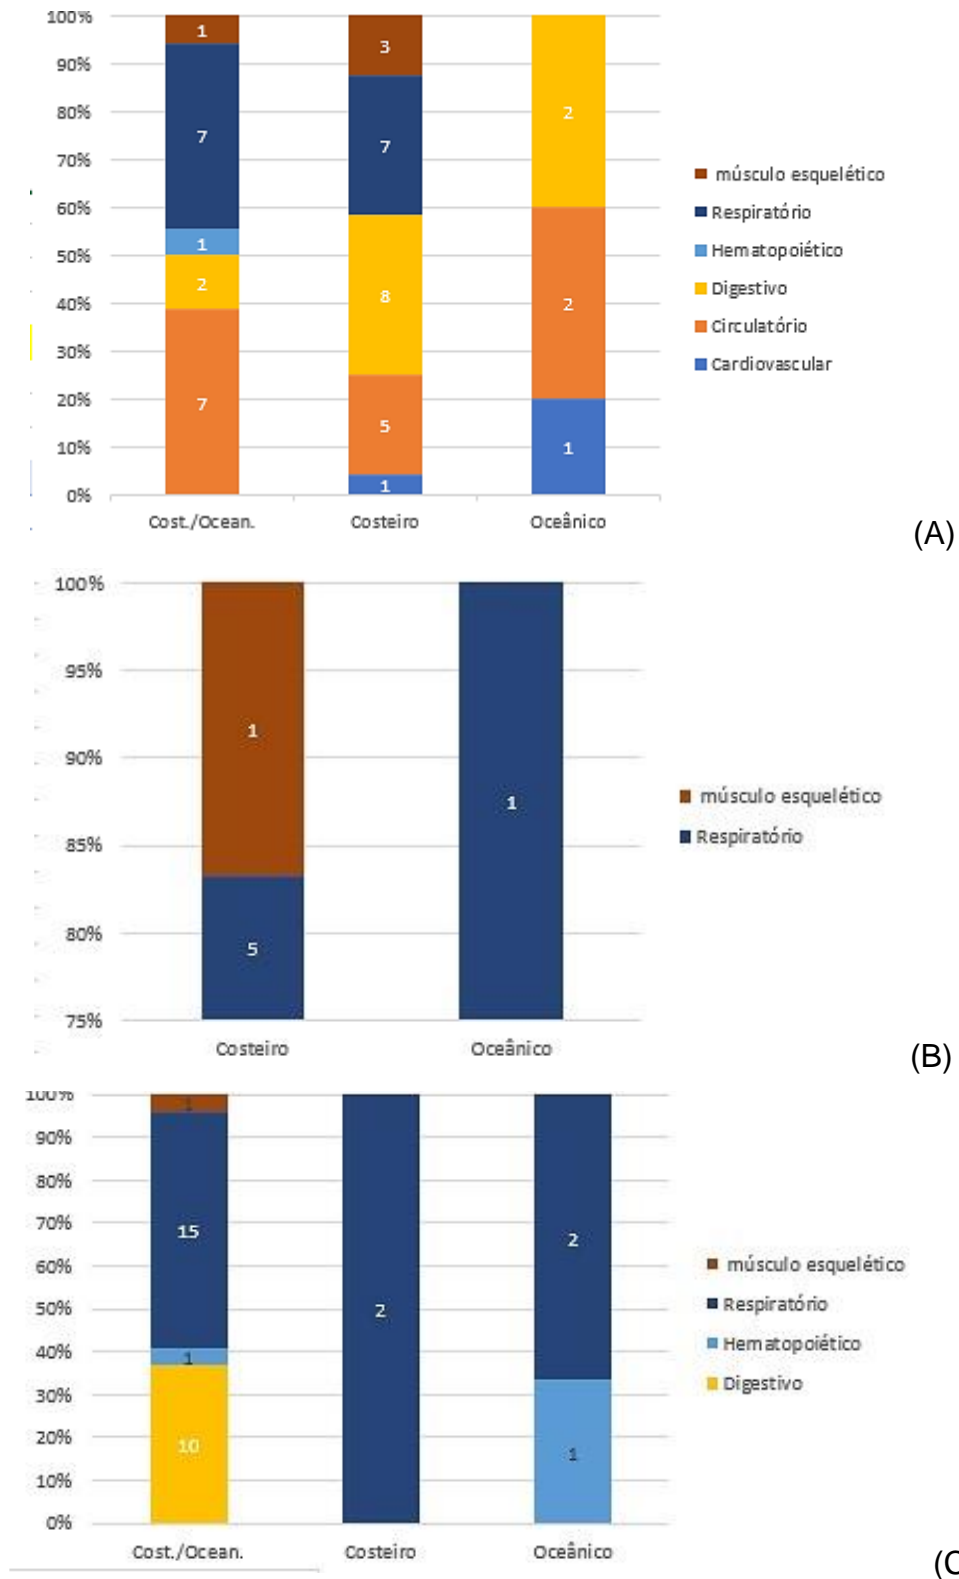 100%
90%
80%
70%
60%
50%
40%
30%
20%
10%
0%
1
7
1
2
7
3
7
8
5
1
2
2
1
Cost./Ocean.
Costeiro
Oceânico
músculo esquelético
Respiratório
Hematopoiético
Digestivo
Circulatório
Cardiovascular
(A)
100%
95%
90%
85%
80%
75%
1
5
1
Costeiro
Oceânico
músculo esquelético
Respiratório
(B)
100%
90%
80%
70%
60%
50%
40%
30%
20%
10%
0%
1
15
1
10
2
2
1
Cost./Ocean.
Costeiro
Oceânico
músculo esquelético
Respiratório
Hematopoiético
Digestivo
(C